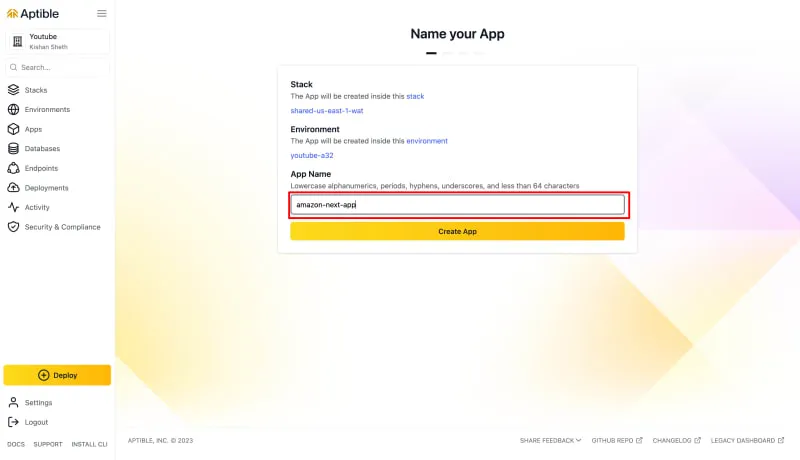 Aptible
Youtube
Kishan Sheth
Search...
Stacks
Environments
Apps
Databases
Endpoints
Deployments
Activity
Security & Compliance
Deploy
Settings
Logout
DOCS SUPPORT INSTALL CLI
Name your App
Stack
The App will be created inside this stack
shared-us-east-1-wat
Environment
The App will be created inside this environment
youtube-a32
App Name
Lowercase alphanumerics, periods, hyphens, underscores, and less than 64 characters
amazon-next-app
Create App
APTIBLE, INC. © 2023
SHARE FEEDBACK GITHUB REPO CHANGELOG LEGACY DASHBOARD